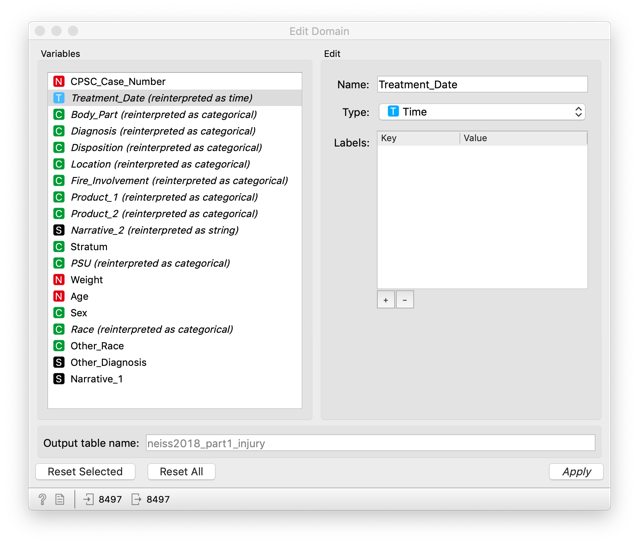 Edit Domain
Variables
Edit
N CPSC_Case_Number
T Treatment_Date (reinterpreted as time)
C Body_Part (reinterpreted as categorical)
C Diagnosis (reinterpreted as categorical)
C Disposition (reinterpreted as categorical)
C Location (reinterpreted as categorical)
C Fire_Involvement (reinterpreted as categorical)
C Product_1 (reinterpreted as categorical)
C Product_2 (reinterpreted as categorical)
S Narrative_2 (reinterpreted as string)
C Stratum
C PSU (reinterpreted as categorical)
N Weight
N Age
C Sex
C Race (reinterpreted as categorical)
C Other_Race
S Other_Diagnosis
S Narrative_1
Name: Treatment_Date
Type: T Time
Labels: Key Value
+ −
Output table name: neiss2018_part1_injury
Reset Selected Reset All Apply
? 8497 8497